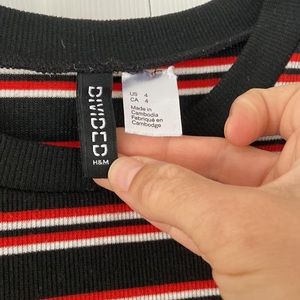 DIVIDED
H&M
US 4
CA 4
Made in
Cambodia
Fabriqué en
Cambodge